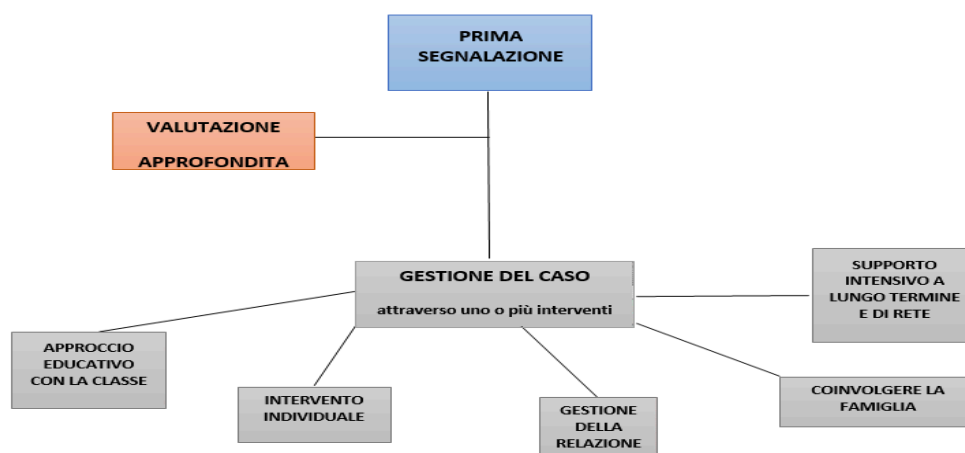 PRIMA
SEGNALAZIONE
VALUTAZIONE
APPROFONDITA
GESTIONE DEL CASO
attraverso uno o più interventi
SUPPORTO
INTENSIVO A
LUNGO TERMINE
E DI RETE
APPROCCIO
EDUCATIVO
CON LA CLASSE
INTERVENTO
INDIVIDUALE
GESTIONE
DELLA
RELAZIONE
COINVOLGERE LA
FAMIGLIA